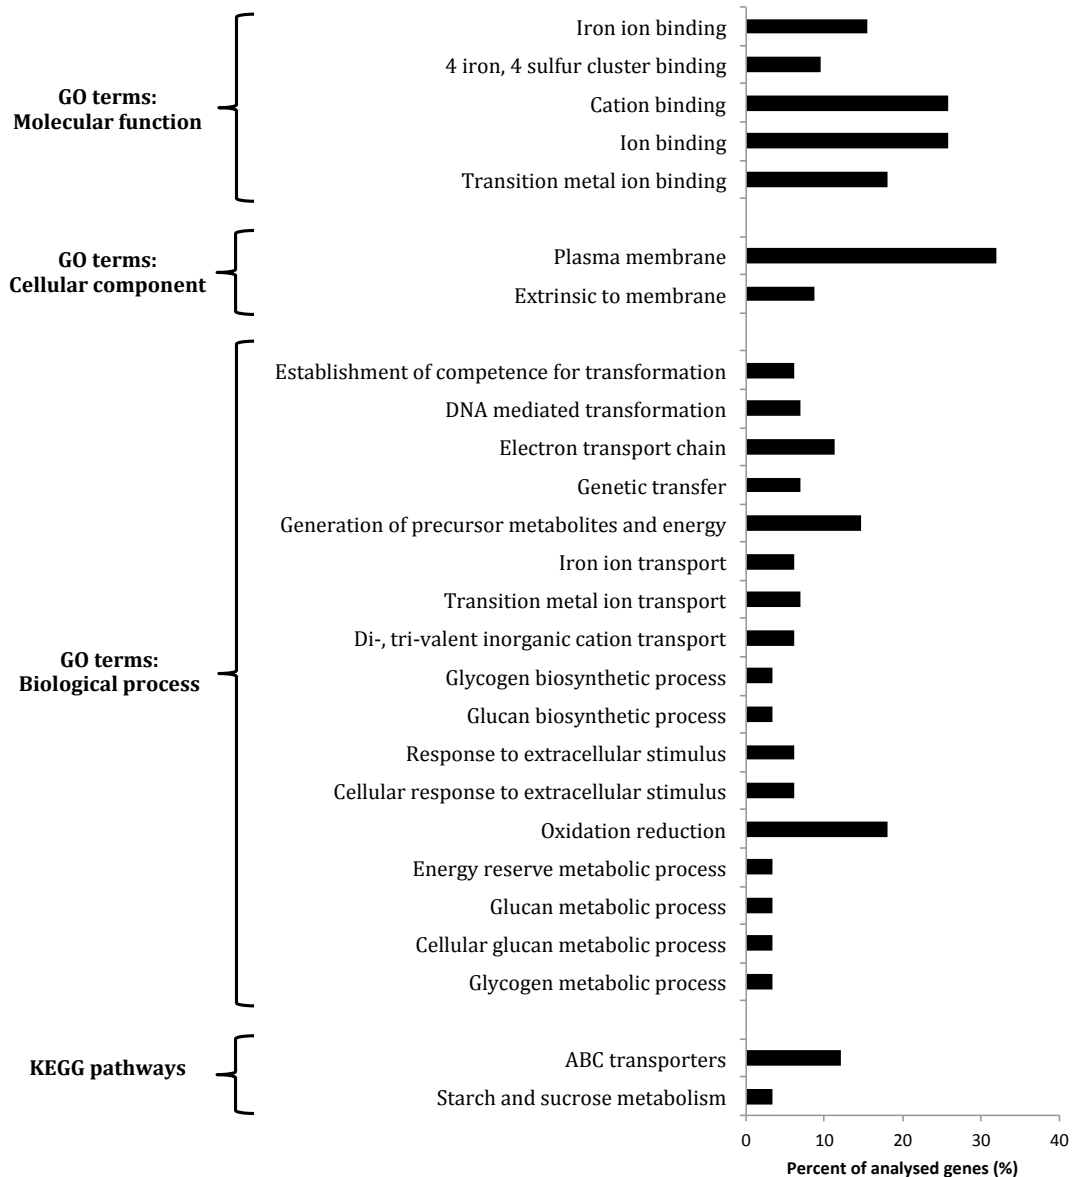 GO terms:
Molecular function
Iron ion binding
4 iron, 4 sulfur cluster binding
Cation binding
Ion binding
Transition metal ion binding
GO terms:
Cellular component
Plasma membrane
Extrinsic to membrane
GO terms:
Biological process
Establishment of competence for transformation
DNA mediated transformation
Electron transport chain
Genetic transfer
Generation of precursor metabolites and energy
Iron ion transport
Transition metal ion transport
Di-, tri-valent inorganic cation transport
Glycogen biosynthetic process
Glucan biosynthetic process
Response to extracellular stimulus
Cellular response to extracellular stimulus
Oxidation reduction
Energy reserve metabolic process
Glucan metabolic process
Cellular glucan metabolic process
Glycogen metabolic process
KEGG pathways
ABC transporters
Starch and sucrose metabolism
0 10 20 30 40
Percent of analysed genes (%)